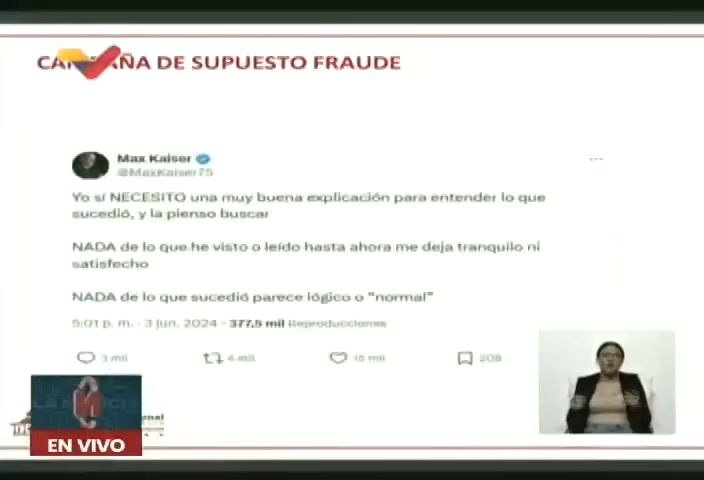 CAMPAÑA DE SUPUESTO FRAUDE
Max Kaiser
@MaxKaiser75
Yo sí NECESITO una muy buena explicación para entender lo que
sucedió, y la pienso buscar
NADA de lo que he visto o leído hasta ahora me deja tranquilo ni
satisfecho
NADA de lo que sucedió parece lógico o "normal"
5:01 p. m. · 3 jun. 2024 · 377,5 mil Reproducciones
3 mil
4 mil
15 mil
208
EN VIVO